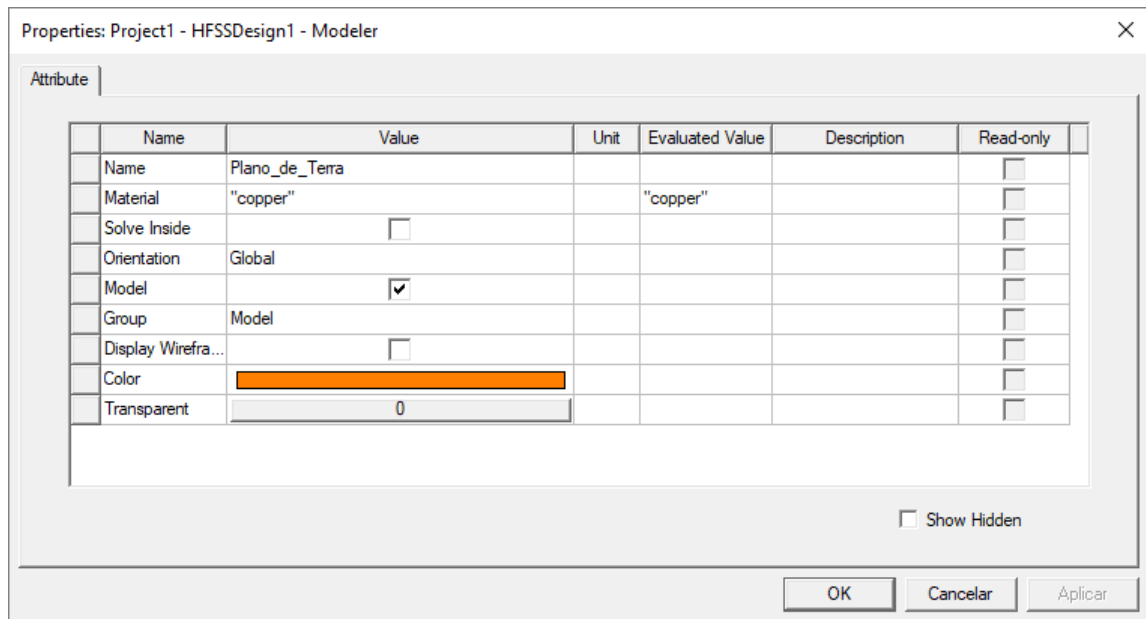 Properties: Project1 - HFSSDesign1 - Modeler
Attribute
Name Value Unit Evaluated Value Description Read-only
Name Plano_de_Terra
Material "copper" "copper"
Solve Inside
Orientation Global
Model
Group Model
Display Wirefra...
Color
Transparent 0
Show Hidden
OK Cancelar Aplicar